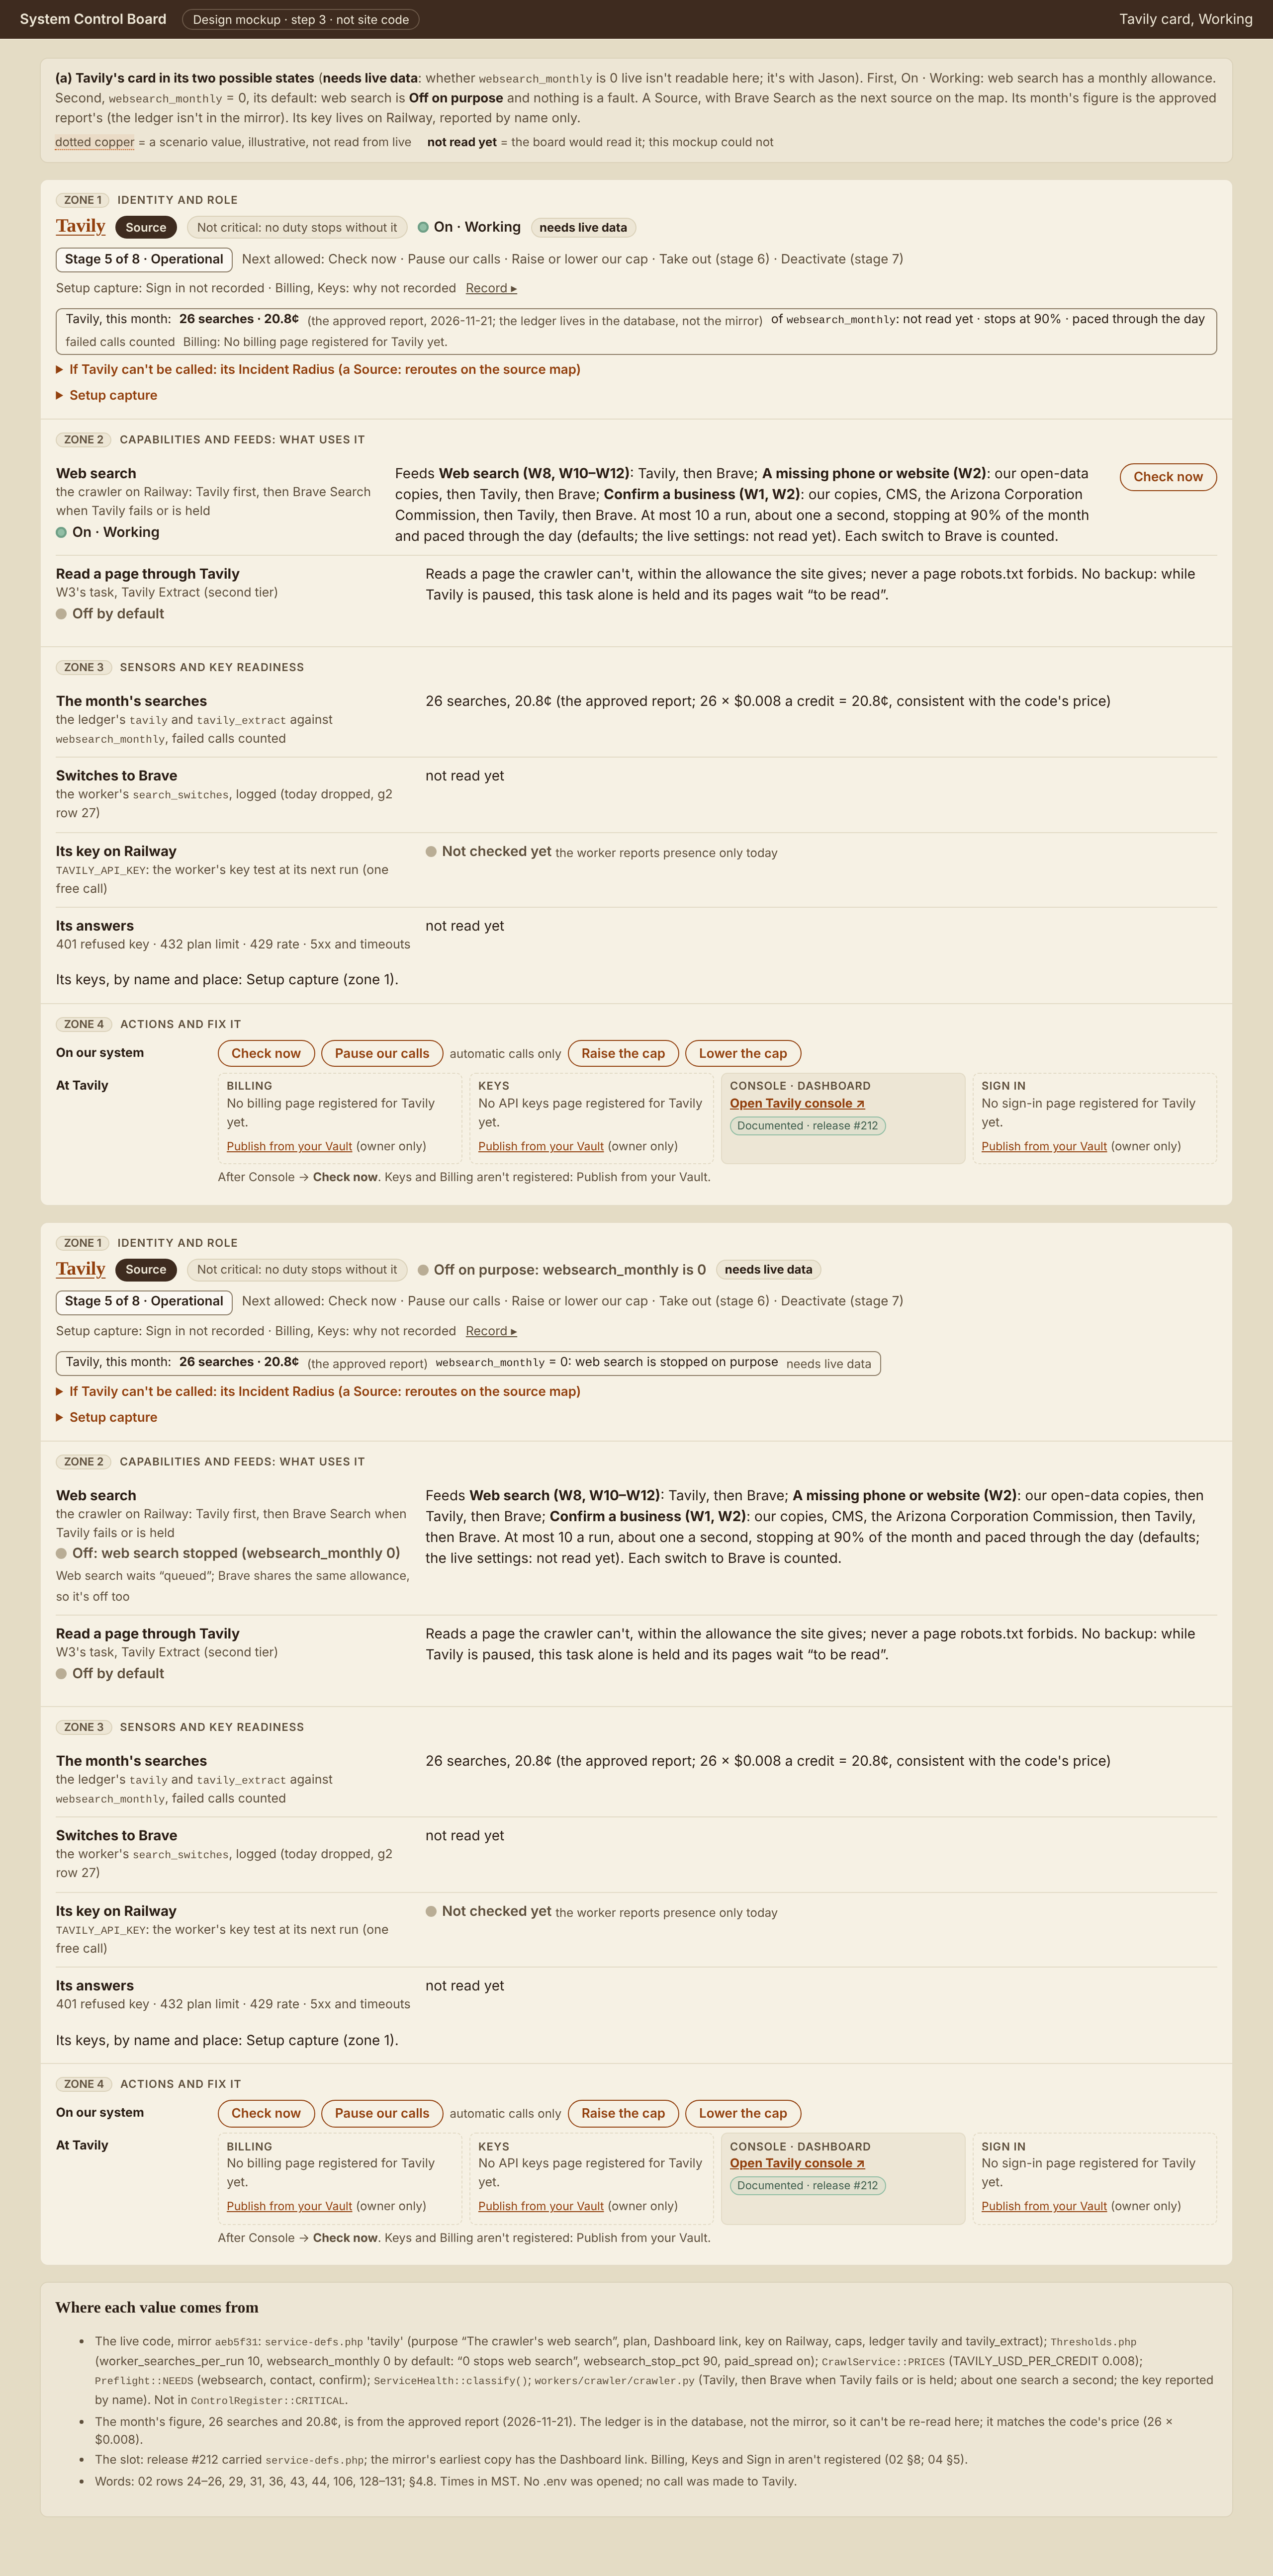 System Control Board
Design mockup · step 3 · not site code
Tavily card, Working
(a) Tavily's card in its two possible states (needs live data: whether websearch_monthly is 0 live isn't readable here; it's with Jason). First, On · Working: web search has a monthly allowance.
Second, websearch_monthly = 0, its default: web search is Off on purpose and nothing is a fault. A Source, with Brave Search as the next source on the map. Its month's figure is the approved
report's (the ledger isn't in the mirror). Its key lives on Railway, reported by name only.
dotted copper = a scenario value, illustrative, not read from live not read yet = the board would read it; this mockup could not
ZONE 1 IDENTITY AND ROLE
Tavily Source Not critical: no duty stops without it On · Working needs live data
Stage 5 of 8 · Operational Next allowed: Check now · Pause our calls · Raise or lower our cap · Take out (stage 6) · Deactivate (stage 7)
Setup capture: Sign in not recorded · Billing, Keys: why not recorded Record ▸
Tavily, this month: 26 searches · 20.8¢ (the approved report, 2026-11-21; the ledger lives in the database, not the mirror) of websearch_monthly: not read yet · stops at 90% · paced through the day
failed calls counted Billing: No billing page registered for Tavily yet.
▶ If Tavily can't be called: its Incident Radius (a Source: reroutes on the source map)
▶ Setup capture
ZONE 2 CAPABILITIES AND FEEDS: WHAT USES IT
Web search
the crawler on Railway: Tavily first, then Brave Search
when Tavily fails or is held
On · Working
Feeds Web search (W8, W10–W12): Tavily, then Brave; A missing phone or website (W2): our open-data
copies, then Tavily, then Brave; Confirm a business (W1, W2): our copies, CMS, the Arizona Corporation
Commission, then Tavily, then Brave. At most 10 a run, about one a second, stopping at 90% of the month
and paced through the day (defaults; the live settings: not read yet). Each switch to Brave is counted.
Check now
Read a page through Tavily
W3's task, Tavily Extract (second tier)
Off by default
Reads a page the crawler can't, within the allowance the site gives; never a page robots.txt forbids. No backup: while
Tavily is paused, this task alone is held and its pages wait “to be read”.
ZONE 3 SENSORS AND KEY READINESS
The month's searches
the ledger's tavily and tavily_extract against
websearch_monthly, failed calls counted
26 searches, 20.8¢ (the approved report; 26 × $0.008 a credit = 20.8¢, consistent with the code's price)
Switches to Brave
the worker's search_switches, logged (today dropped, g2
row 27)
not read yet
Its key on Railway
TAVILY_API_KEY: the worker's key test at its next run (one
free call)
Not checked yet the worker reports presence only today
Its answers
401 refused key · 432 plan limit · 429 rate · 5xx and timeouts
not read yet
Its keys, by name and place: Setup capture (zone 1).
ZONE 4 ACTIONS AND FIX IT
On our system
Check now Pause our calls automatic calls only Raise the cap Lower the cap
At Tavily
BILLING
No billing page registered for Tavily
yet.
Publish from your Vault (owner only)
KEYS
No API keys page registered for Tavily
yet.
Publish from your Vault (owner only)
CONSOLE · DASHBOARD
Open Tavily console ↗
Documented · release #212
SIGN IN
No sign-in page registered for Tavily
yet.
Publish from your Vault (owner only)
After Console → Check now. Keys and Billing aren't registered: Publish from your Vault.
ZONE 1 IDENTITY AND ROLE
Tavily Source Not critical: no duty stops without it Off on purpose: websearch_monthly is 0 needs live data
Stage 5 of 8 · Operational Next allowed: Check now · Pause our calls · Raise or lower our cap · Take out (stage 6) · Deactivate (stage 7)
Setup capture: Sign in not recorded · Billing, Keys: why not recorded Record ▸
Tavily, this month: 26 searches · 20.8¢ (the approved report) websearch_monthly = 0: web search is stopped on purpose needs live data
▶ If Tavily can't be called: its Incident Radius (a Source: reroutes on the source map)
▶ Setup capture
ZONE 2 CAPABILITIES AND FEEDS: WHAT USES IT
Web search
the crawler on Railway: Tavily first, then Brave Search when
Tavily fails or is held
Off: web search stopped (websearch_monthly 0)
Web search waits “queued”; Brave shares the same allowance,
so it's off too
Feeds Web search (W8, W10–W12): Tavily, then Brave; A missing phone or website (W2): our open-data copies, then
Tavily, then Brave; Confirm a business (W1, W2): our copies, CMS, the Arizona Corporation Commission, then Tavily,
then Brave. At most 10 a run, about one a second, stopping at 90% of the month and paced through the day (defaults;
the live settings: not read yet). Each switch to Brave is counted.
Read a page through Tavily
W3's task, Tavily Extract (second tier)
Off by default
Reads a page the crawler can't, within the allowance the site gives; never a page robots.txt forbids. No backup: while
Tavily is paused, this task alone is held and its pages wait “to be read”.
ZONE 3 SENSORS AND KEY READINESS
The month's searches
the ledger's tavily and tavily_extract against
websearch_monthly, failed calls counted
26 searches, 20.8¢ (the approved report; 26 × $0.008 a credit = 20.8¢, consistent with the code's price)
Switches to Brave
the worker's search_switches, logged (today dropped, g2
row 27)
not read yet
Its key on Railway
TAVILY_API_KEY: the worker's key test at its next run (one
free call)
Not checked yet the worker reports presence only today
Its answers
401 refused key · 432 plan limit · 429 rate · 5xx and timeouts
not read yet
Its keys, by name and place: Setup capture (zone 1).
ZONE 4 ACTIONS AND FIX IT
On our system
Check now Pause our calls automatic calls only Raise the cap Lower the cap
At Tavily
BILLING
No billing page registered for Tavily
yet.
Publish from your Vault (owner only)
KEYS
No API keys page registered for Tavily
yet.
Publish from your Vault (owner only)
CONSOLE · DASHBOARD
Open Tavily console ↗
Documented · release #212
SIGN IN
No sign-in page registered for Tavily
yet.
Publish from your Vault (owner only)
After Console → Check now. Keys and Billing aren't registered: Publish from your Vault.
Where each value comes from
• The live code, mirror aeb5f31: service-defs.php 'tavily' (purpose “The crawler's web search”, plan, Dashboard link, key on Railway, caps, ledger tavily and tavily_extract); Thresholds.php
(worker_searches_per_run 10, websearch_monthly 0 by default: “0 stops web search”, websearch_stop_pct 90, paid_spread on); CrawlService::PRICES (TAVILY_USD_PER_CREDIT 0.008);
Preflight::NEEDS (websearch, contact, confirm); ServiceHealth::classify(); workers/crawler/crawler.py (Tavily, then Brave when Tavily fails or is held; about one search a second; the key reported
by name). Not in ControlRegister::CRITICAL.
• The month's figure, 26 searches and 20.8¢, is from the approved report (2026-11-21). The ledger is in the database, not the mirror, so it can't be re-read here; it matches the code's price (26 ×
$0.008).
• The slot: release #212 carried service-defs.php; the mirror's earliest copy has the Dashboard link. Billing, Keys and Sign in aren't registered (02 §8; 04 §5).
• Words: 02 rows 24–26, 29, 31, 36, 43, 44, 106, 128–131; §4.8. Times in MST. No .env was opened; no call was made to Tavily.